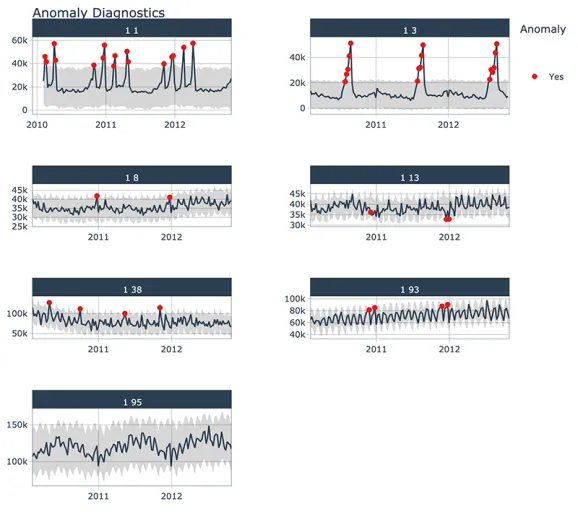 Anomaly Diagnostics
1 1
60k
40k
20k
0
2010
2011
2012
1 3
40k
20k
0
2011
2012
Anomaly
Yes
1 8
45k
40k
35k
30k
25k
2011
2012
1 13
45k
40k
35k
30k
2011
2012
1 38
100k
50k
2011
2012
1 93
100k
80k
60k
40k
2011
2012
1 95
150k
100k
2011
2012